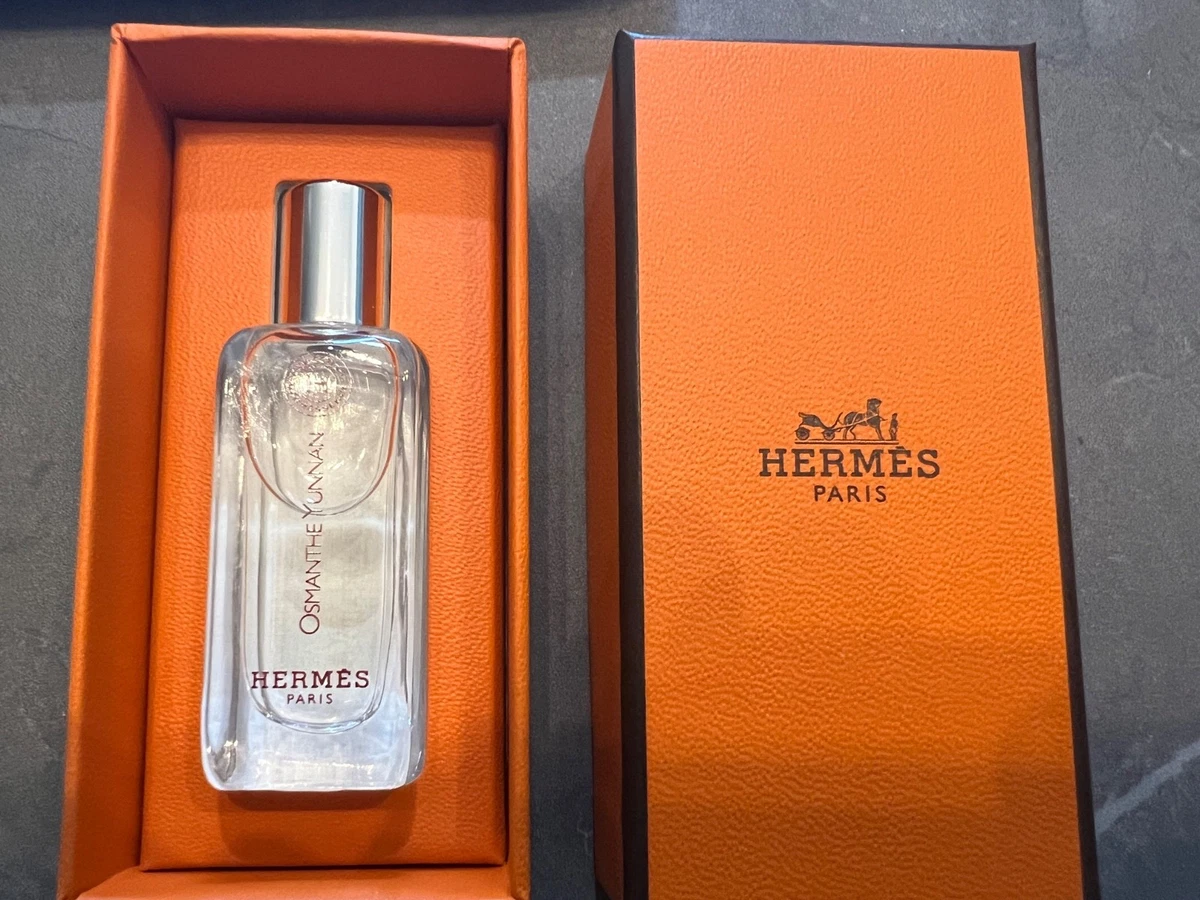 OSMANTHE YUNNAN
HERMÈS
PARIS
HERMÈS
PARIS